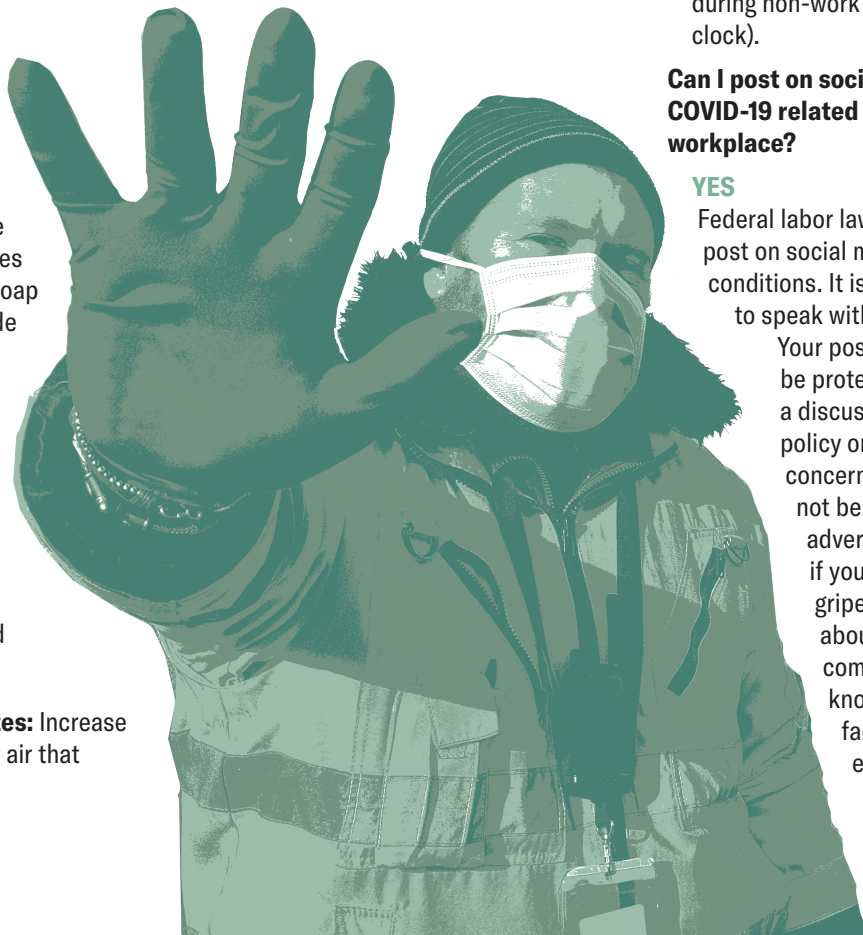 e
es
oap
le
d
tes: Increase
air that
during non-work
clock).
Can I post on soci
COVID-19 related
workplace?
YES
Federal labor law
post on social m
conditions. It is
to speak with
Your pos
be prote
a discus
policy or
concern
not be
adver
if you
gripe
abou
com
kno
fa
e